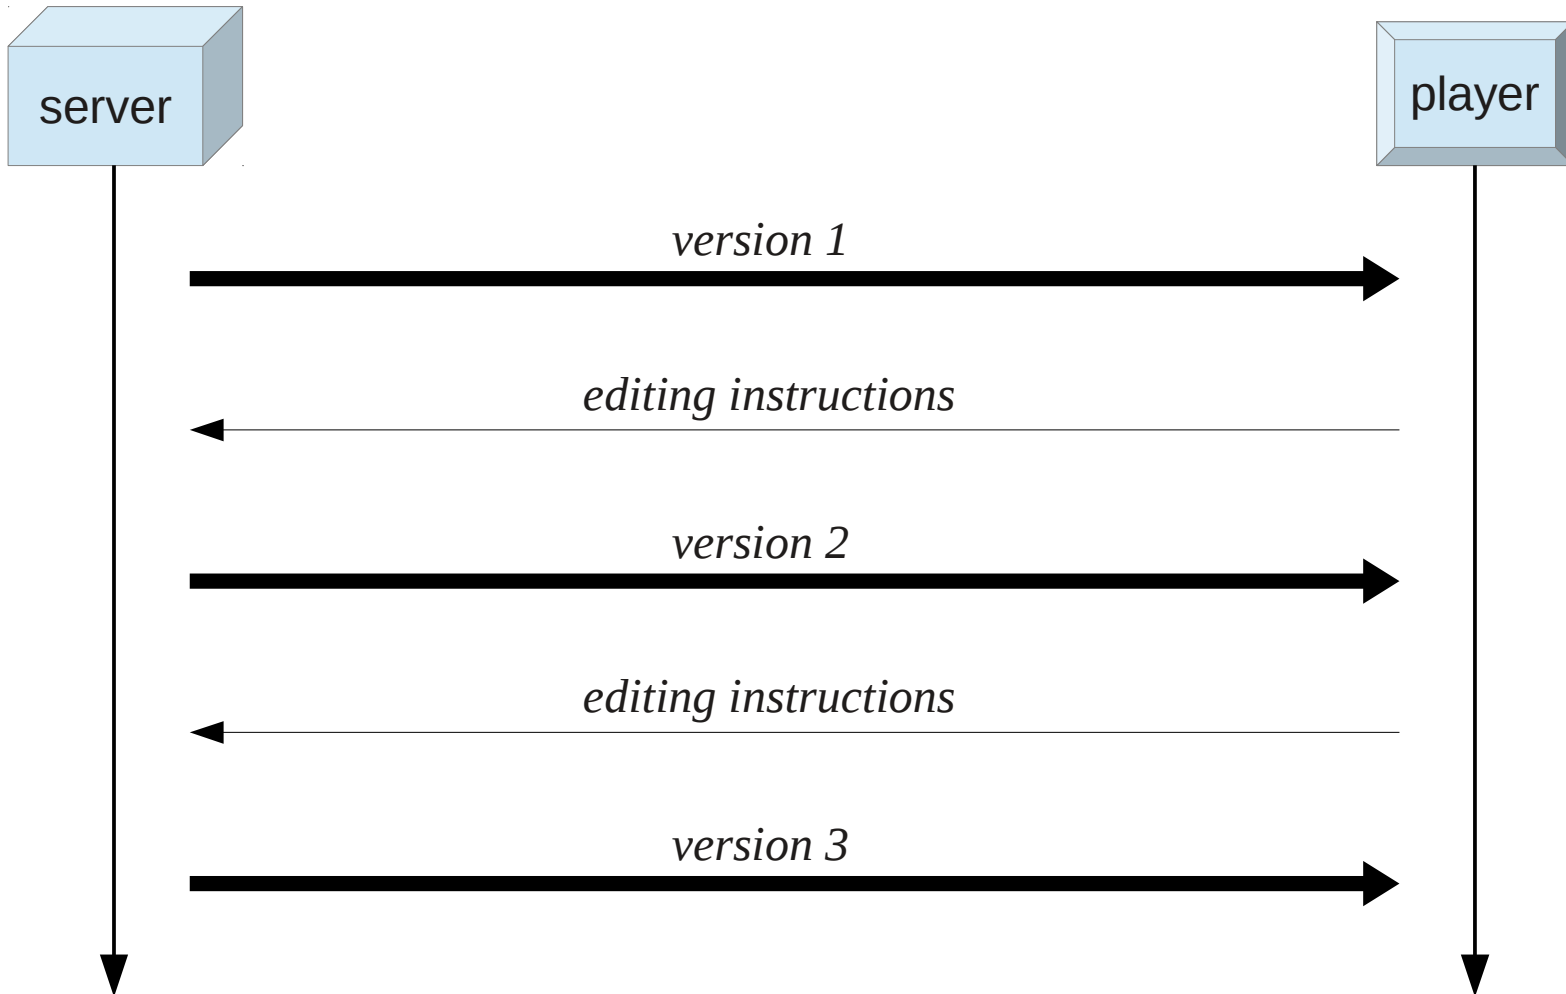 server
player
version 1
editing instructions
version 2
editing instructions
version 3